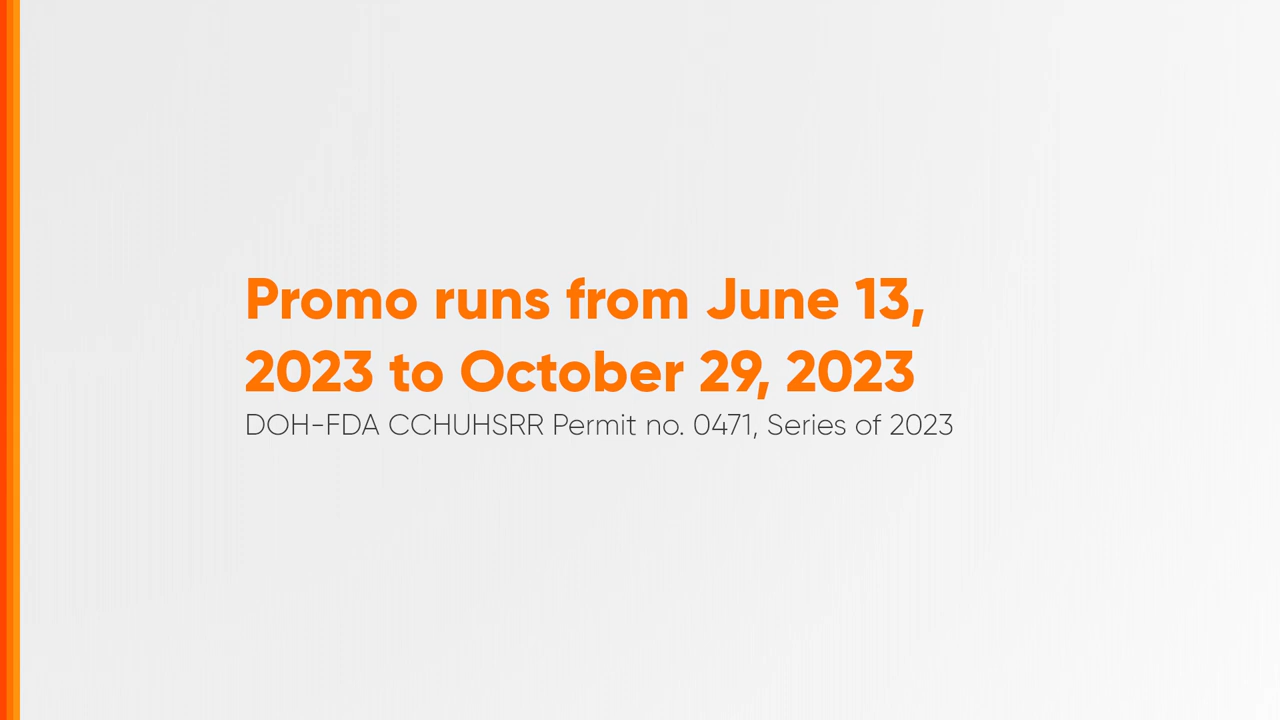 Promo runs from June 13,
2023 to October 29, 2023
DOH-FDA CCHUHSRR Permit no. 0471, Series of 2023